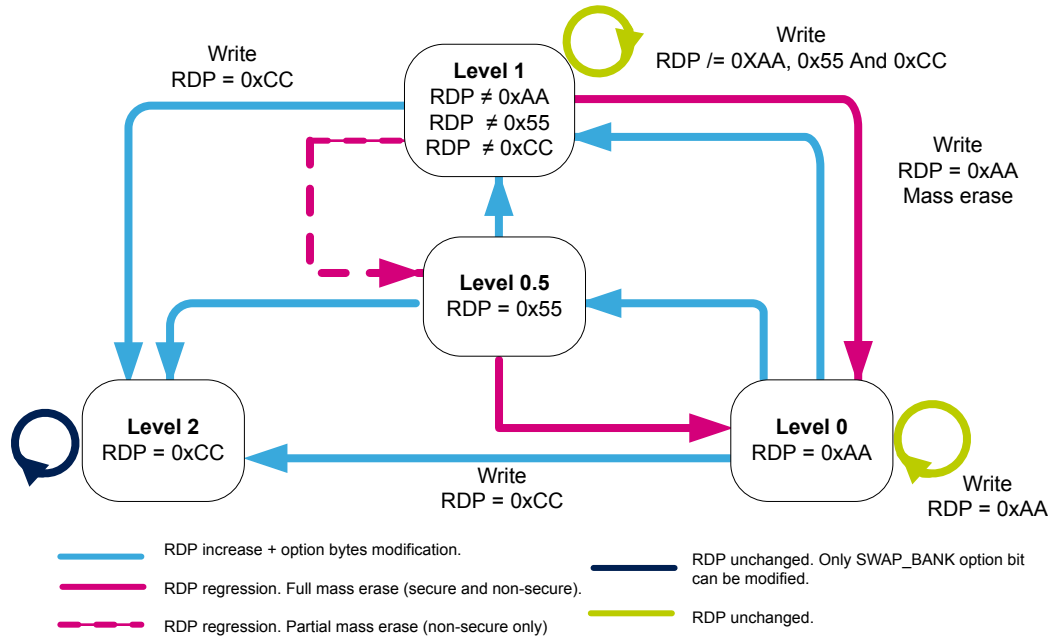 Write
RDP = 0xCC
Level 1
RDP ≠ 0xAA
RDP ≠ 0x55
RDP ≠ 0xCC
Write
RDP /= 0XAA, 0x55 And 0xCC
Write
RDP = 0xAA
Mass erase
Level 0.5
RDP = 0x55
Level 2
RDP = 0xCC
Level 0
RDP = 0xAA
Write
RDP = 0xCC
Write
RDP = 0xAA
RDP increase + option bytes modification.
RDP regression. Full mass erase (secure and non-secure).
RDP regression. Partial mass erase (non-secure only)
RDP unchanged. Only SWAP_BANK option bit
can be modified.
RDP unchanged.